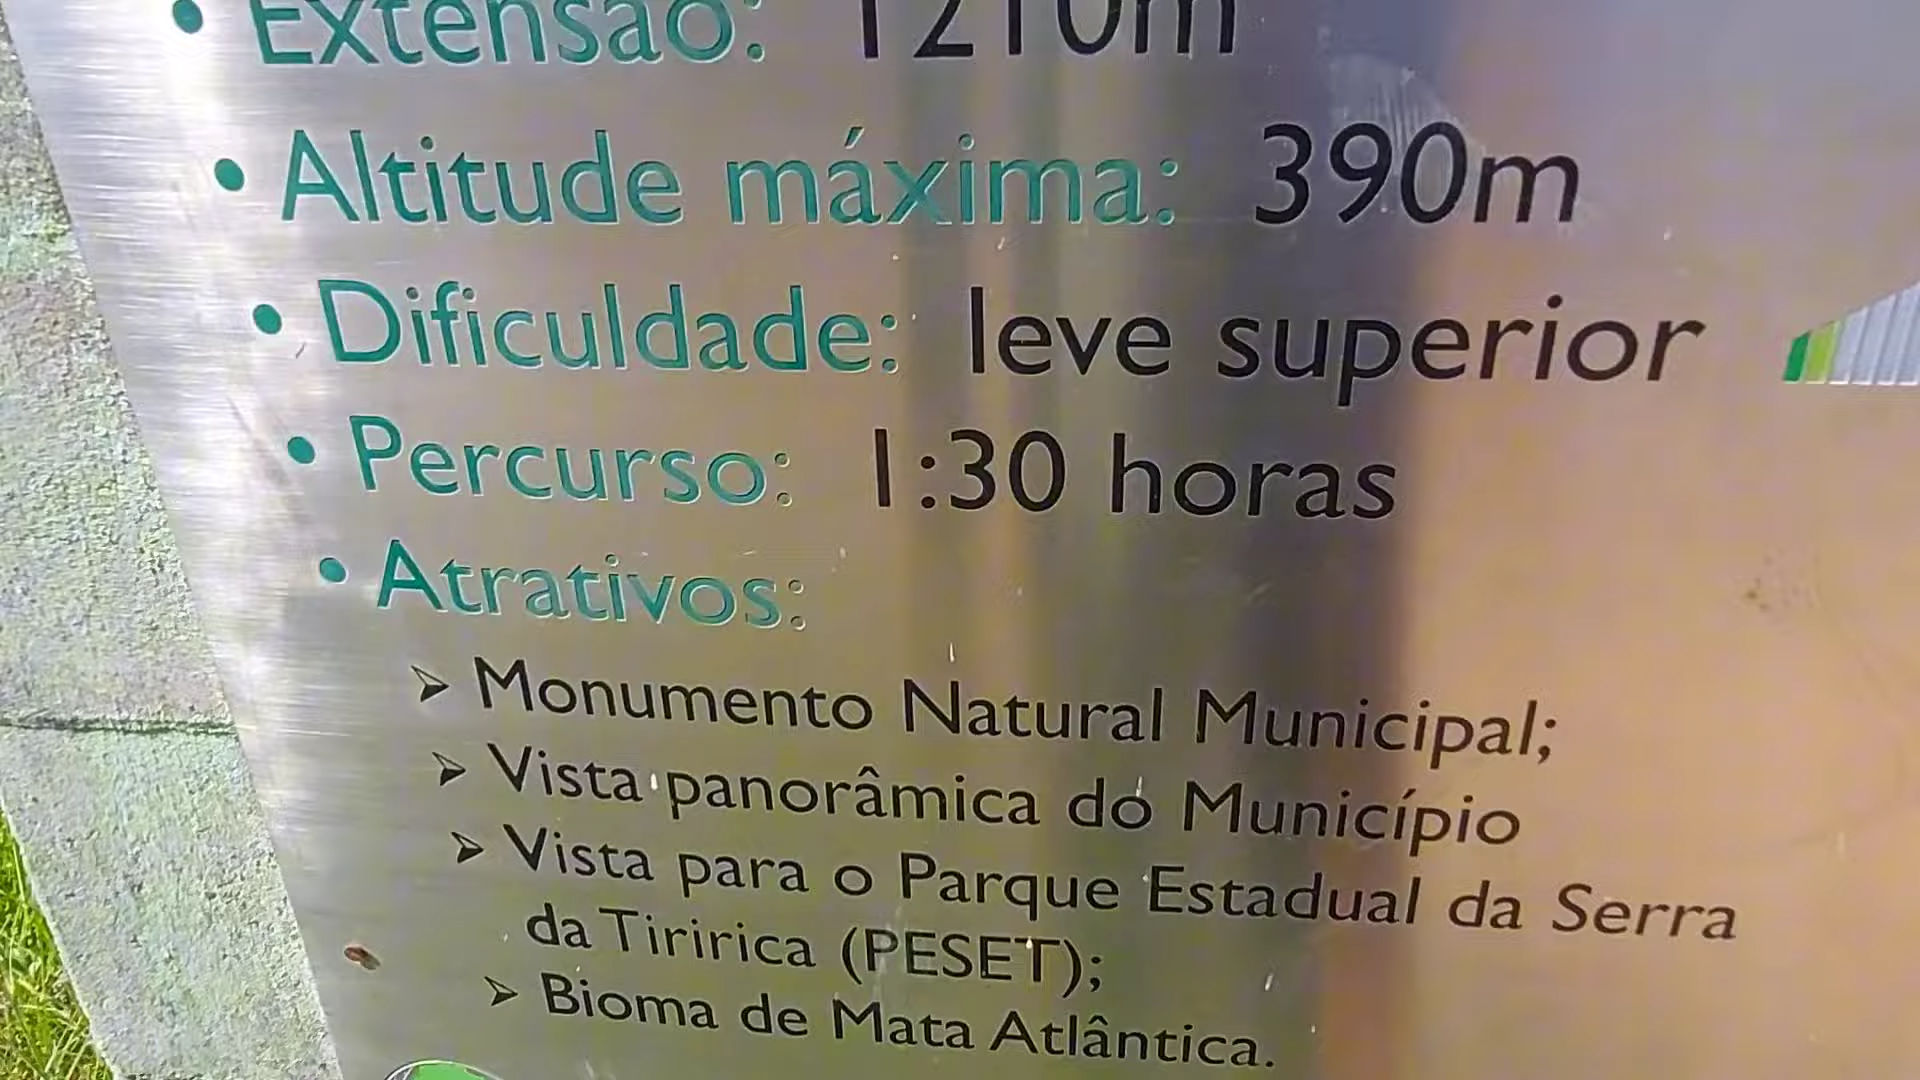 • Extensão: 1210m
• Altitude máxima: 390m
• Dificuldade: leve superior
• Percurso: 1:30 horas
• Atrativos:
➢ Monumento Natural Municipal;
➢ Vista panorâmica do Município
➢ Vista para o Parque Estadual da Serra
da Tiririca (PESET);
➢ Bioma de Mata Atlântica.